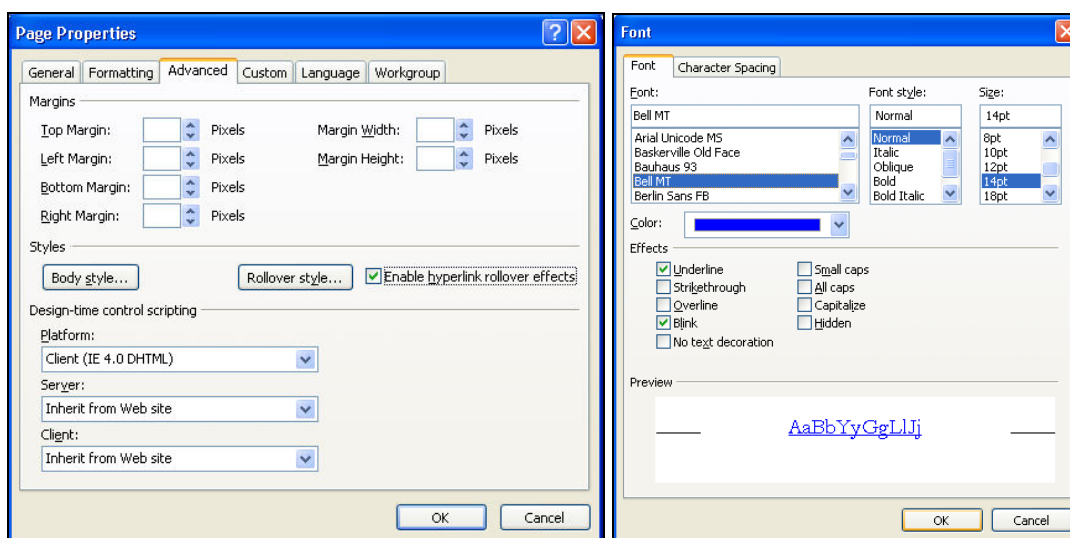 Page Properties
General Formatting Advanced Custom Language Workgroup
Margins
Top Margin: Pixels Margin Width: Pixels
Left Margin: Pixels Margin Height: Pixels
Bottom Margin: Pixels
Right Margin: Pixels
Styles
Body style... Rollover style... Enable hyperlink rollover effects
Design-time control scripting
Platform:
Client (IE 4.0 DHTML)
Server:
Inherit from Web site
Client:
Inherit from Web site
OK Cancel
Font
Font Character Spacing
Font: Font style: Size:
Bell MT Normal 14pt
Arial Unicode MS Normal 8pt
Baskerville Old Face Italic 10pt
Bauhaus 93 Oblique 12pt
Bell MT Bold 14pt
Berlin Sans FB Bold Italic 18pt
Color:
Effects
Underline Small caps
Strikethrough All caps
Overline Capitalize
Blink Hidden
No text decoration
Preview
AaBbYyGgLlJj
OK Cancel